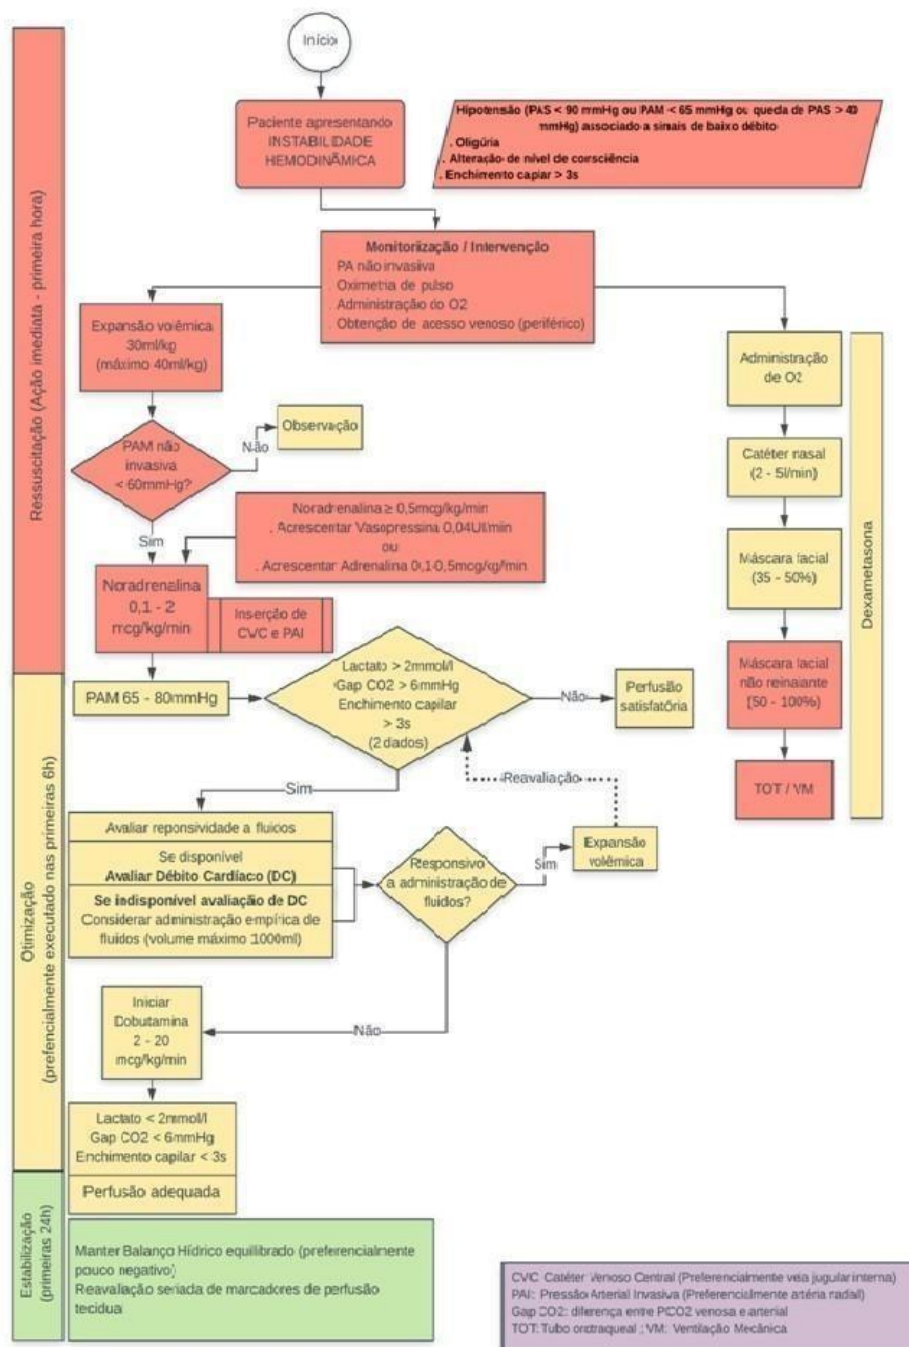 Início
Paciente apresentando
INSTABILIDADE
HEMODINÂMICA
Hipotensão (PAS < 90 mmHg ou PAM < 65 mmHg ou queda de PAS > 40
mmHg) associado a sinais de baixo débito
. Oligúria
. Alteração de nível de consciência
. Enchimento capilar > 3s
Ressuscitação (Ação imediata - primeira hora)
Monitorização / Intervenção
PA não invasiva
Oximetria de pulso
. Administração do O2
. Obtenção de acesso venoso (periférico)
Expansão volêmica
30ml/kg
(máximo 40ml/kg)
Administração
de O2
PAM não
invasiva
< 60mmHg?
Não
Observação
Catéter nasal
(2 - 5l/min)
Sim
Noradrenalina ≥ 0,5mcg/kg/min
. Acrescentar Vasopressina 0,04UI/min
ou
. Acrescentar Adrenalina 0,1-0,5mcg/kg/min
Máscara facial
(35 - 50%)
Dexametasona
Noradrenalina
0,1 - 2
mcg/kg/min
Inserção de
CVC e PAI
Máscara facial
não reinalante
(50 - 100%)
TOT / VM
Otimização
(prefencialmente executado nas primeiras 6h)
PAM 65 - 80mmHg
Lactato > 2mmol/l
Gap CO2 > 6mmHg
Enchimento capilar
> 3s
(2 dados)
Não
Perfusão
satisfatória
Sim
Reavaliação
Avaliar reponsividade a fluidos
Se disponível
Avaliar Débito Cardíaco (DC)
Se indisponível avaliação de DC
Considerar administração empírica de
fluidos (volume máximo 1000ml)
Responsivo
a administração de
fluidos?
Sim
Expansão
volêmica
Não
Iniciar
Dobutamina
2 - 20
mcg/kg/min
Lactato < 2mmol/l
Gap CO2 < 6mmHg
Enchimento capilar < 3s
Perfusão adequada
Estabilização
(primeiras 24h)
Manter Balanço Hídrico equilibrado (preferencialmente
pouco negativo)
Reavaliação seriada de marcadores de perfusão
tecidual
CVC: Catéter Venoso Central (Preferencialmente veia jugular interna)
PAI: Pressão Arterial Invasiva (Preferencialmente artéria radial)
Gap CO2: diferença entre PCO2 venosa e arterial
TOT: Tubo orotraqueal ; VM: Ventilação Mecânica